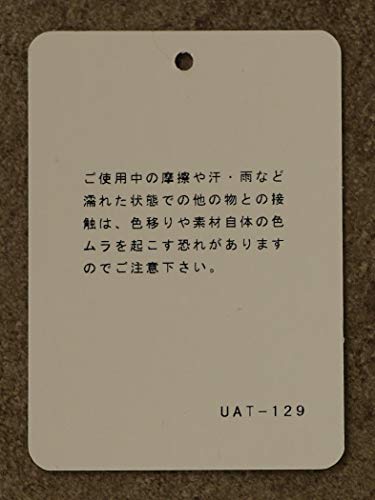 ご使用中の摩擦や汗・雨など
濡れた状態での他の物との接
触は、色移りや素材自体の色
ムラを起こす恐れがあります
のでご注意下さい。
UAT-129